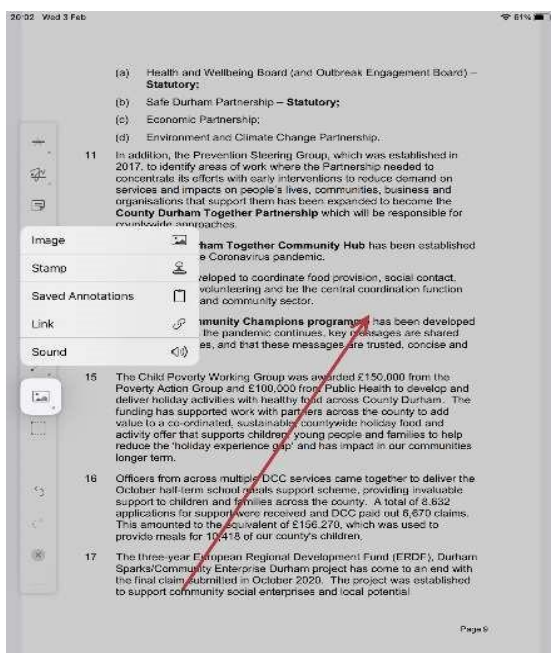 20:02 Wed 3 Feb
61%
(a) Health and Wellbeing Board (and Outbreak Engagement Board) –
Statutory;
(b) Safe Durham Partnership – Statutory;
(c) Economic Partnership;
(d) Environment and Climate Change Partnership.
11 In addition, the Prevention Steering Group, which was established in
2017, to identify areas of work where the Partnership needed to
concentrate its efforts with early interventions to reduce demand on
services and impacts on people's lives, communities, business and
organisations that support them has been expanded to become the
County Durham Together Partnership which will be responsible for
countywide approaches.
Image
Stamp
Saved Annotations
Link
Sound
ham Together Community Hub has been established
e Coronavirus pandemic.
veloped to coordinate food provision, social contact,
volunteering and be the central coordination function
and community sector.
mmunity Champions programme has been developed
the pandemic continues, key messages are shared
es, and that these messages are trusted, concise and
15 The Child Poverty Working Group was awarded £150,000 from the
Poverty Action Group and £100,000 from Public Health to develop and
deliver holiday activities with healthy food across County Durham. The
funding has supported work with partners across the county to add
value to a co-ordinated, sustainable, countywide holiday food and
activity offer that supports children, young people and families to help
reduce the 'holiday experience gap' and has impact in our communities
longer term.
16 Officers from across multiple DCC services came together to deliver the
October half-term school meals support scheme, providing invaluable
support to children and families across the county. A total of 8,632
applications for support were received and DCC paid out 6,670 claims.
This amounted to the equivalent of £156,270, which was used to
provide meals for 10,418 of our county's children.
17 The three-year European Regional Development Fund (ERDF), Durham
Sparks/Community Enterprise Durham project has come to an end with
the final claim submitted in October 2020. The project was established
to support community social enterprises and local potential
Page 9